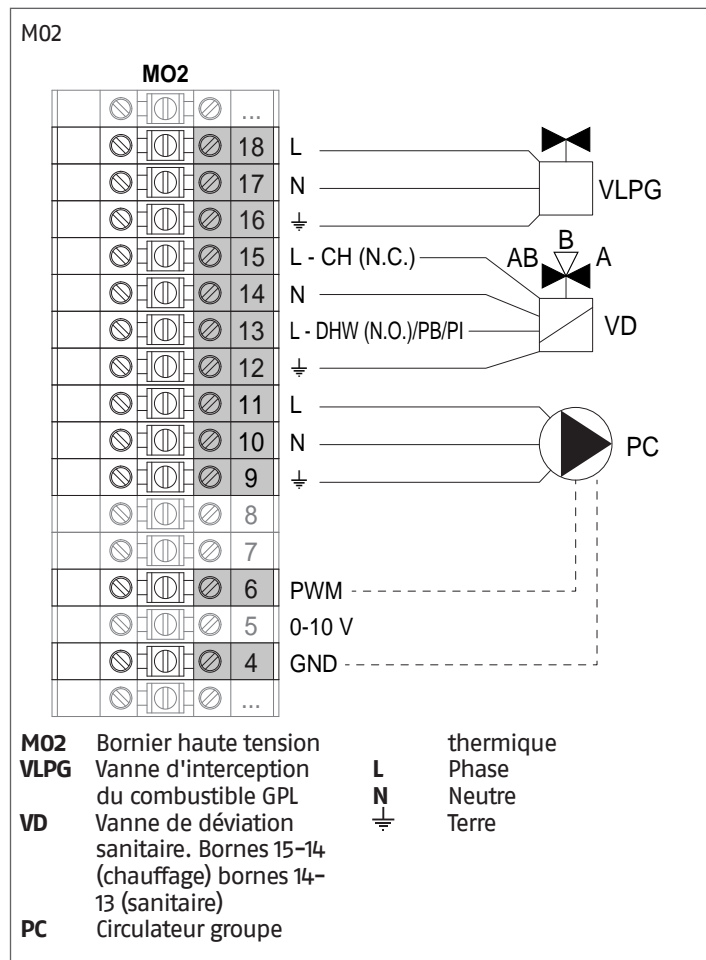 M02
MO2
...
18 L
17 N VLPG
16 ⏚
B
AB A
15 L - CH (N.C.)
14 N
13 L - DHW (N.O.)/PB/PI VD
12 ⏚
11 L
10 N PC
9 ⏚
8
7
6 PWM
5 0-10 V
4 GND
...
M02 Bornier haute tension
VLPG Vanne d'interception
du combustible GPL
VD Vanne de déviation
sanitaire. Bornes 15-14
(chauffage) bornes 14-
13 (sanitaire)
PC Circulateur groupe
thermique
L Phase
N Neutre
⏚ Terre